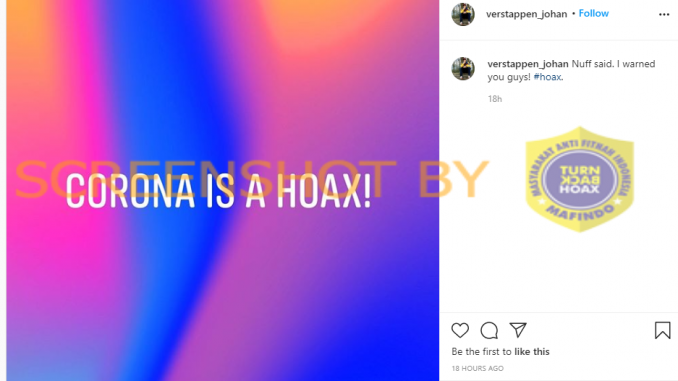 verstappen_johan • Follow
verstappen_johan Nuff said. I warned
you guys! #hoax.
18h
SCREENSHOT BY
CORONA IS A HOAX!
MASYARAKAT ANTI FITNAH INDONESIA
TURN
BACK
HOAX
MAFINDO
Be the first to like this
18 HOURS AGO